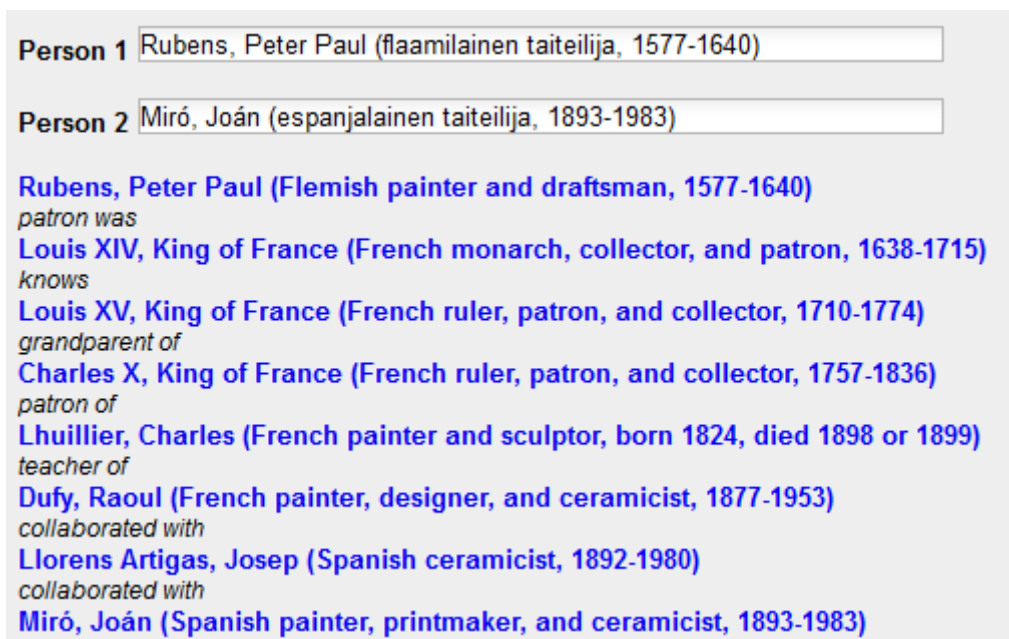 Person 1 Rubens, Peter Paul (flaamilainen taiteilija, 1577-1640)
Person 2 Miró, Joán (espanjalainen taiteilija, 1893-1983)
Rubens, Peter Paul (Flemish painter and draftsman, 1577-1640)
patron was
Louis XIV, King of France (French monarch, collector, and patron, 1638-1715)
knows
Louis XV, King of France (French ruler, patron, and collector, 1710-1774)
grandparent of
Charles X, King of France (French ruler, patron, and collector, 1757-1836)
patron of
Lhuillier, Charles (French painter and sculptor, born 1824, died 1898 or 1899)
teacher of
Dufy, Raoul (French painter, designer, and ceramicist, 1877-1953)
collaborated with
Llorens Artigas, Josep (Spanish ceramicist, 1892-1980)
collaborated with
Miró, Joán (Spanish painter, printmaker, and ceramicist, 1893-1983)